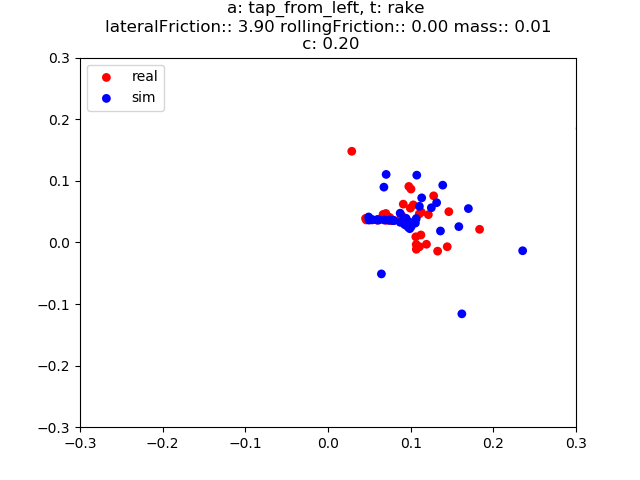 a: tap_from_left, t: rake
lateralFriction:: 3.90 rollingFriction:: 0.00 mass:: 0.01
c: 0.20
real
sim
0.3
0.2
0.1
0.0
−0.1
−0.2
−0.3
−0.3 −0.2 −0.1 0.0 0.1 0.2 0.3